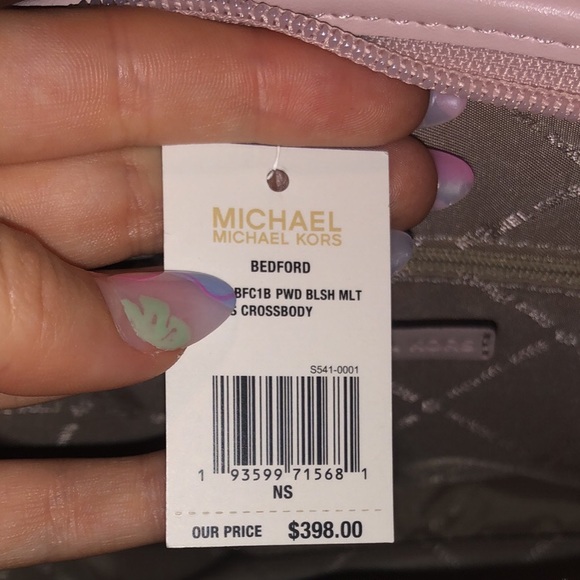 MICHAEL
MICHAEL KORS
BEDFORD
BFC1B PWD BLSH MLT
CROSSBODY
S541-0001
1 93599 71568 1
NS
OUR PRICE $398.00